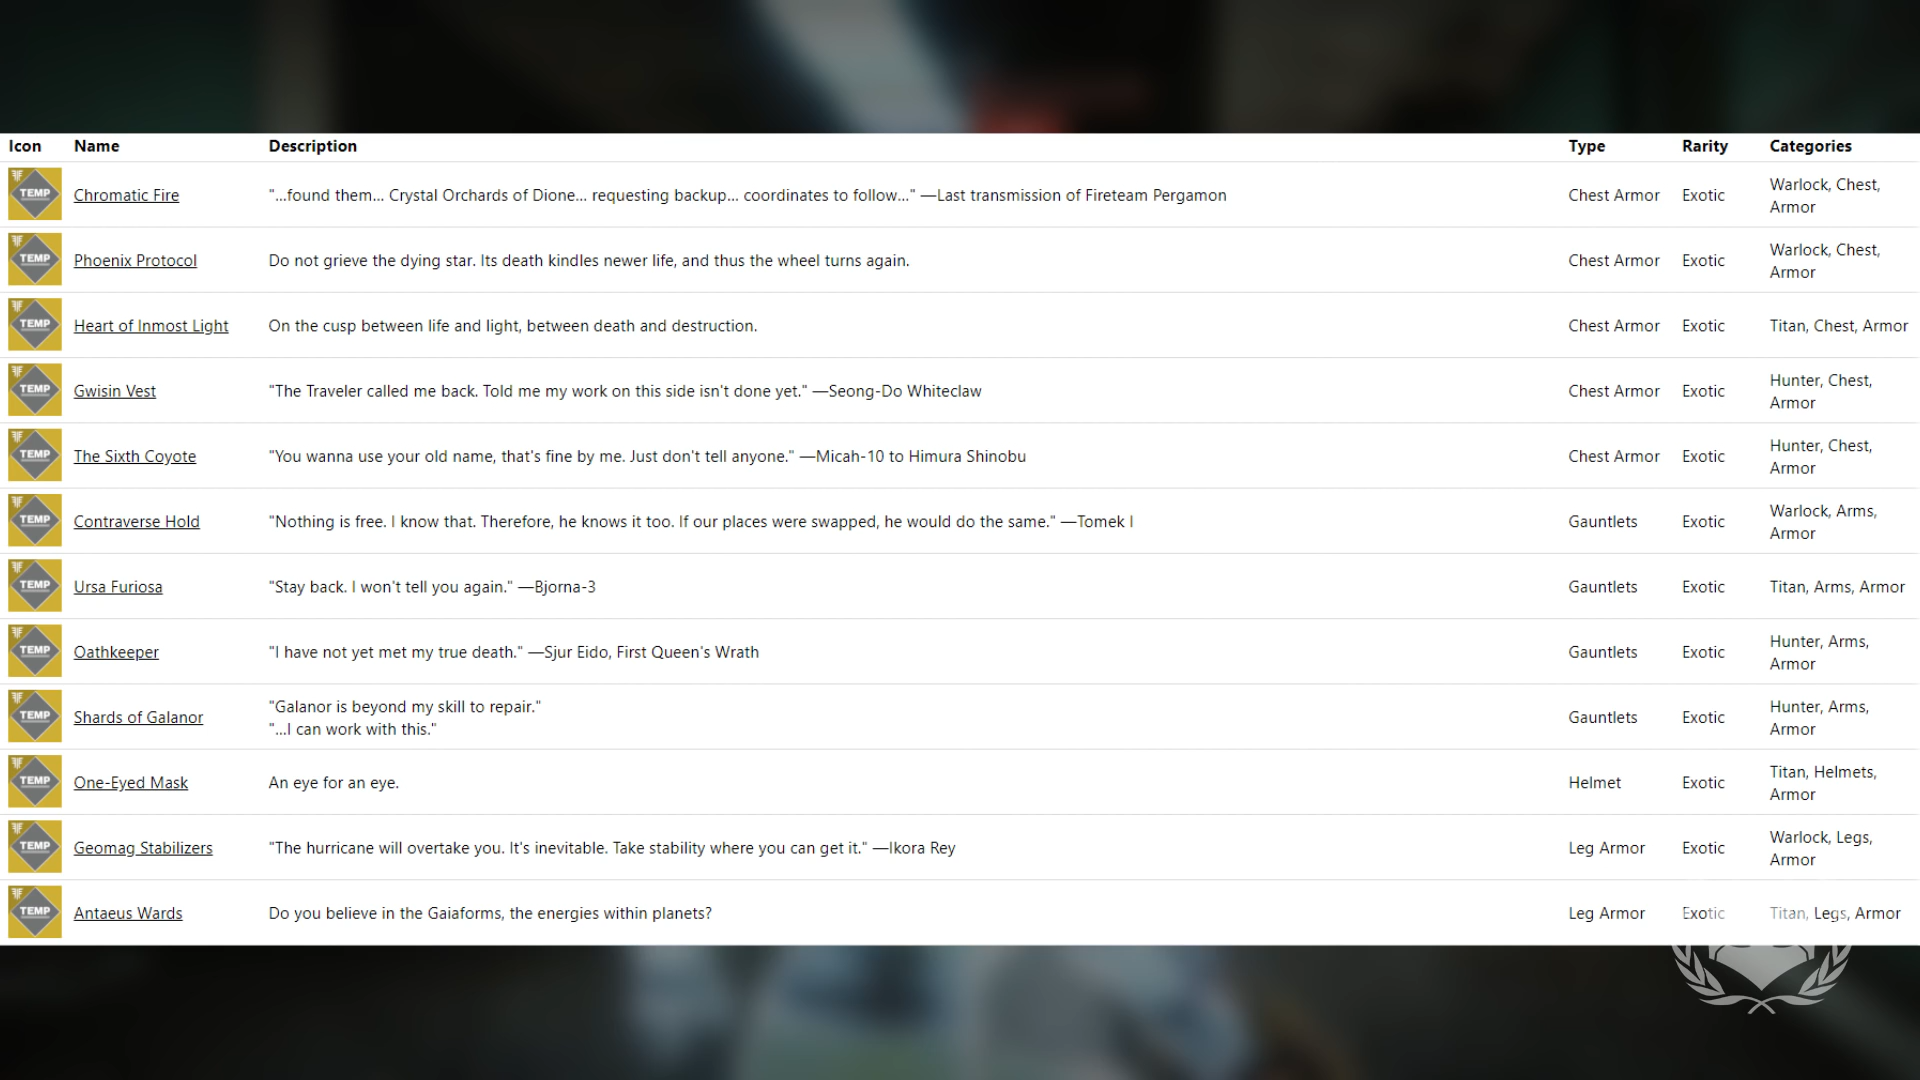 Icon Name Description Type Rarity Categories
TEMP Chromatic Fire "...found them... Crystal Orchards of Dione... requesting backup... coordinates to follow..." —Last transmission of Fireteam Pergamon Chest Armor Exotic Warlock, Chest,
Armor
TEMP Phoenix Protocol Do not grieve the dying star. Its death kindles newer life, and thus the wheel turns again. Chest Armor Exotic Warlock, Chest,
Armor
TEMP Heart of Inmost Light On the cusp between life and light, between death and destruction. Chest Armor Exotic Titan, Chest, Armor
TEMP Gwisin Vest "The Traveler called me back. Told me my work on this side isn't done yet." —Seong-Do Whiteclaw Chest Armor Exotic Hunter, Chest,
Armor
TEMP The Sixth Coyote "You wanna use your old name, that's fine by me. Just don't tell anyone." —Micah-10 to Himura Shinobu Chest Armor Exotic Hunter, Chest,
Armor
TEMP Contraverse Hold "Nothing is free. I know that. Therefore, he knows it too. If our places were swapped, he would do the same." —Tomek I Gauntlets Exotic Warlock, Arms,
Armor
TEMP Ursa Furiosa "Stay back. I won't tell you again." —Bjorna-3 Gauntlets Exotic Titan, Arms, Armor
TEMP Oathkeeper "I have not yet met my true death." —Sjur Eido, First Queen's Wrath Gauntlets Exotic Hunter, Arms,
Armor
TEMP Shards of Galanor "Galanor is beyond my skill to repair."
"...I can work with this." Gauntlets Exotic Hunter, Arms,
Armor
TEMP One-Eyed Mask An eye for an eye. Helmet Exotic Titan, Helmets,
Armor
TEMP Geomag Stabilizers "The hurricane will overtake you. It's inevitable. Take stability where you can get it." —Ikora Rey Leg Armor Exotic Warlock, Legs,
Armor
TEMP Antaeus Wards Do you believe in the Gaiaforms, the energies within planets? Leg Armor Exotic Titan, Legs, Armor